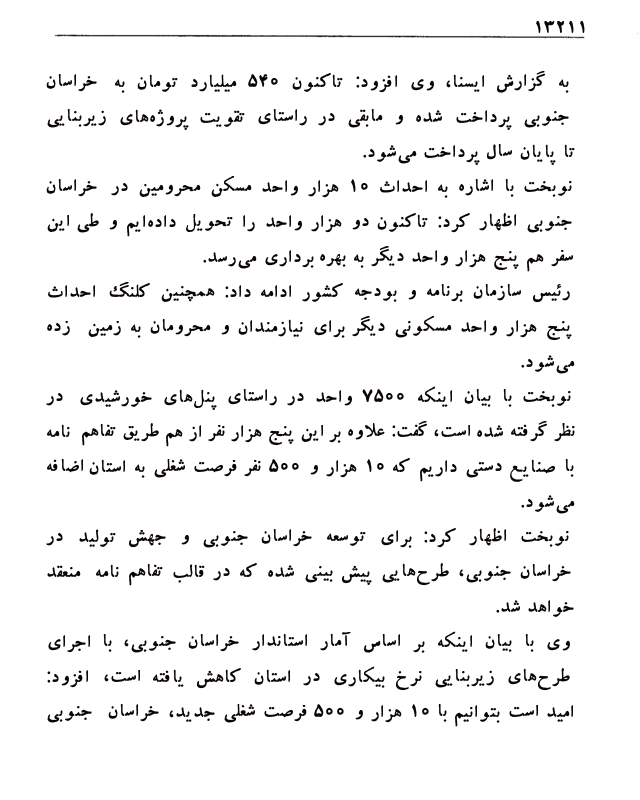 ۱۳۲۱۱
به گزارش ایسنا، وی افزود: تاکنون ۵۴۰ میلیارد تومان به خراسان
جنوبی پرداخت شده و مابقی در راستای تقویت پروژه‌های زیربنایی
تا پایان سال پرداخت می‌شود.
نوبخت با اشاره به احداث ۱۰ هزار واحد مسکن محرومین در خراسان
جنوبی اظهار کرد: تاکنون دو هزار واحد را تحویل داده‌ایم و طی این
سفر هم پنج هزار واحد دیگر به بهره برداری می‌رسد.
رئیس سازمان برنامه و بودجه کشور ادامه داد: همچنین کلنگ احداث
پنج هزار واحد مسکونی دیگر برای نیازمندان و محرومان به زمین زده
می‌شود.
نوبخت با بیان اینکه ۷۵۰۰ واحد در راستای پنل‌های خورشیدی در
نظر گرفته شده است، گفت: علاوه بر این پنج هزار نفر از هم طریق تفاهم نامه
با صنایع دستی داریم که ۱۰ هزار و ۵۰۰ نفر فرصت شغلی به استان اضافه
می‌شود.
نوبخت اظهار کرد: برای توسعه خراسان جنوبی و جهش تولید در
خراسان جنوبی، طرح‌هایی پیش بینی شده که در قالب تفاهم نامه منعقد
خواهد شد.
وی با بیان اینکه بر اساس آمار استاندار خراسان جنوبی، با اجرای
طرح‌های زیربنایی نرخ بیکاری در استان کاهش یافته است، افزود:
امید است بتوانیم با ۱۰ هزار و ۵۰۰ فرصت شغلی جدید، خراسان جنوبی